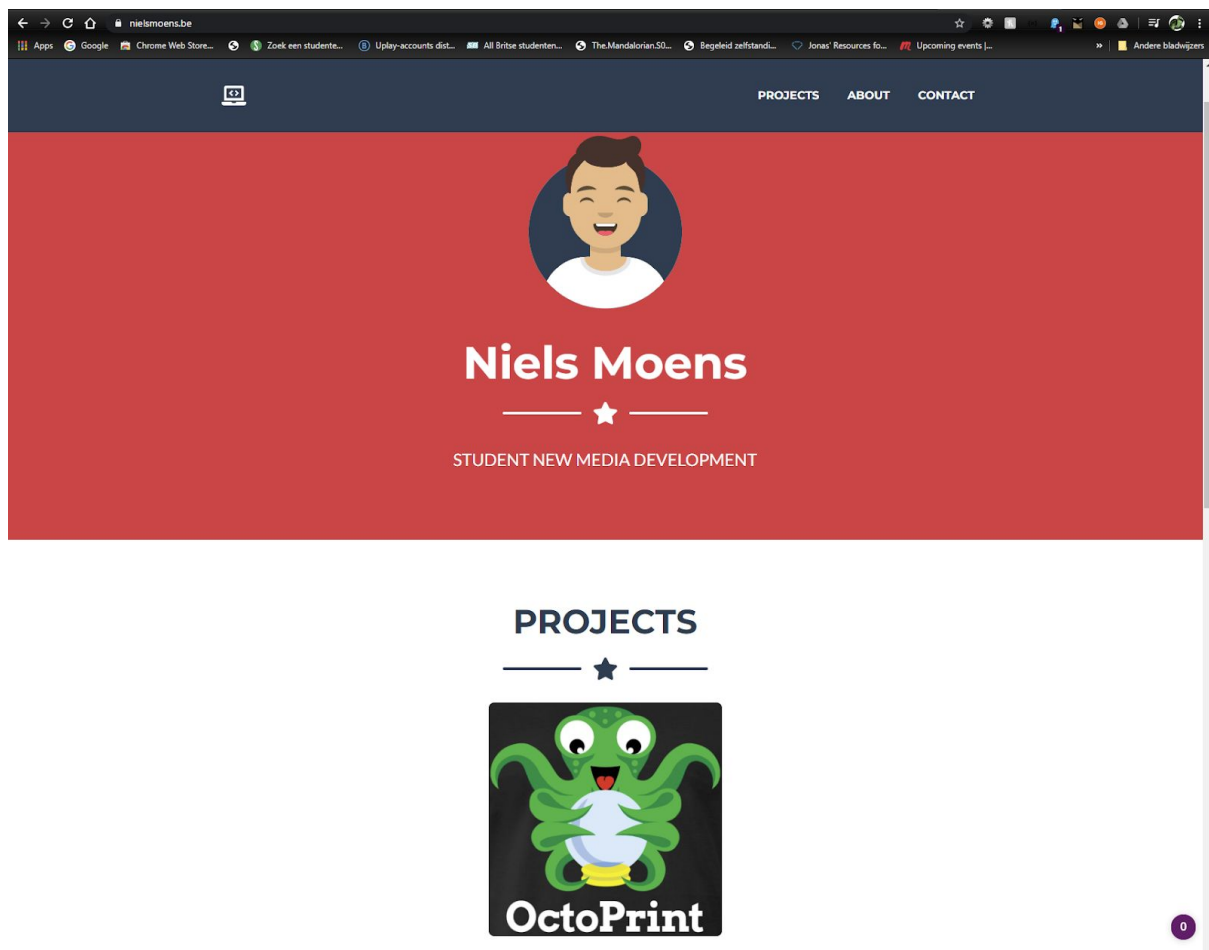 nielsmoens.be
Apps Google Chrome Web Store... Zoek een studente... Uplay-accounts dist... All Britse studenten... The.Mandalorian.S0... Begeleid zelfstandi... Jonas' Resources fo... Upcoming events |... » Andere bladwijzers
PROJECTS ABOUT CONTACT
Niels Moens
STUDENT NEW MEDIA DEVELOPMENT
PROJECTS
OctoPrint
0